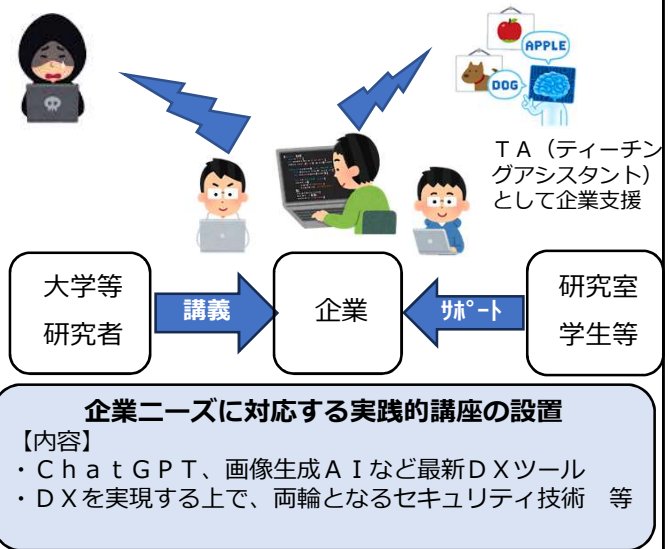 APPLE
DOG
ＴＡ（ティーチン
グアシスタント）
として企業支援
大学等
研究者
講義
企業
ｻﾎﾟｰﾄ
研究室
学生等
企業ニーズに対応する実践的講座の設置
【内容】
・ＣｈａｔＧＰＴ、画像生成ＡＩなど最新ＤＸツール
・ＤＸを実現する上で、両輪となるセキュリティ技術　等